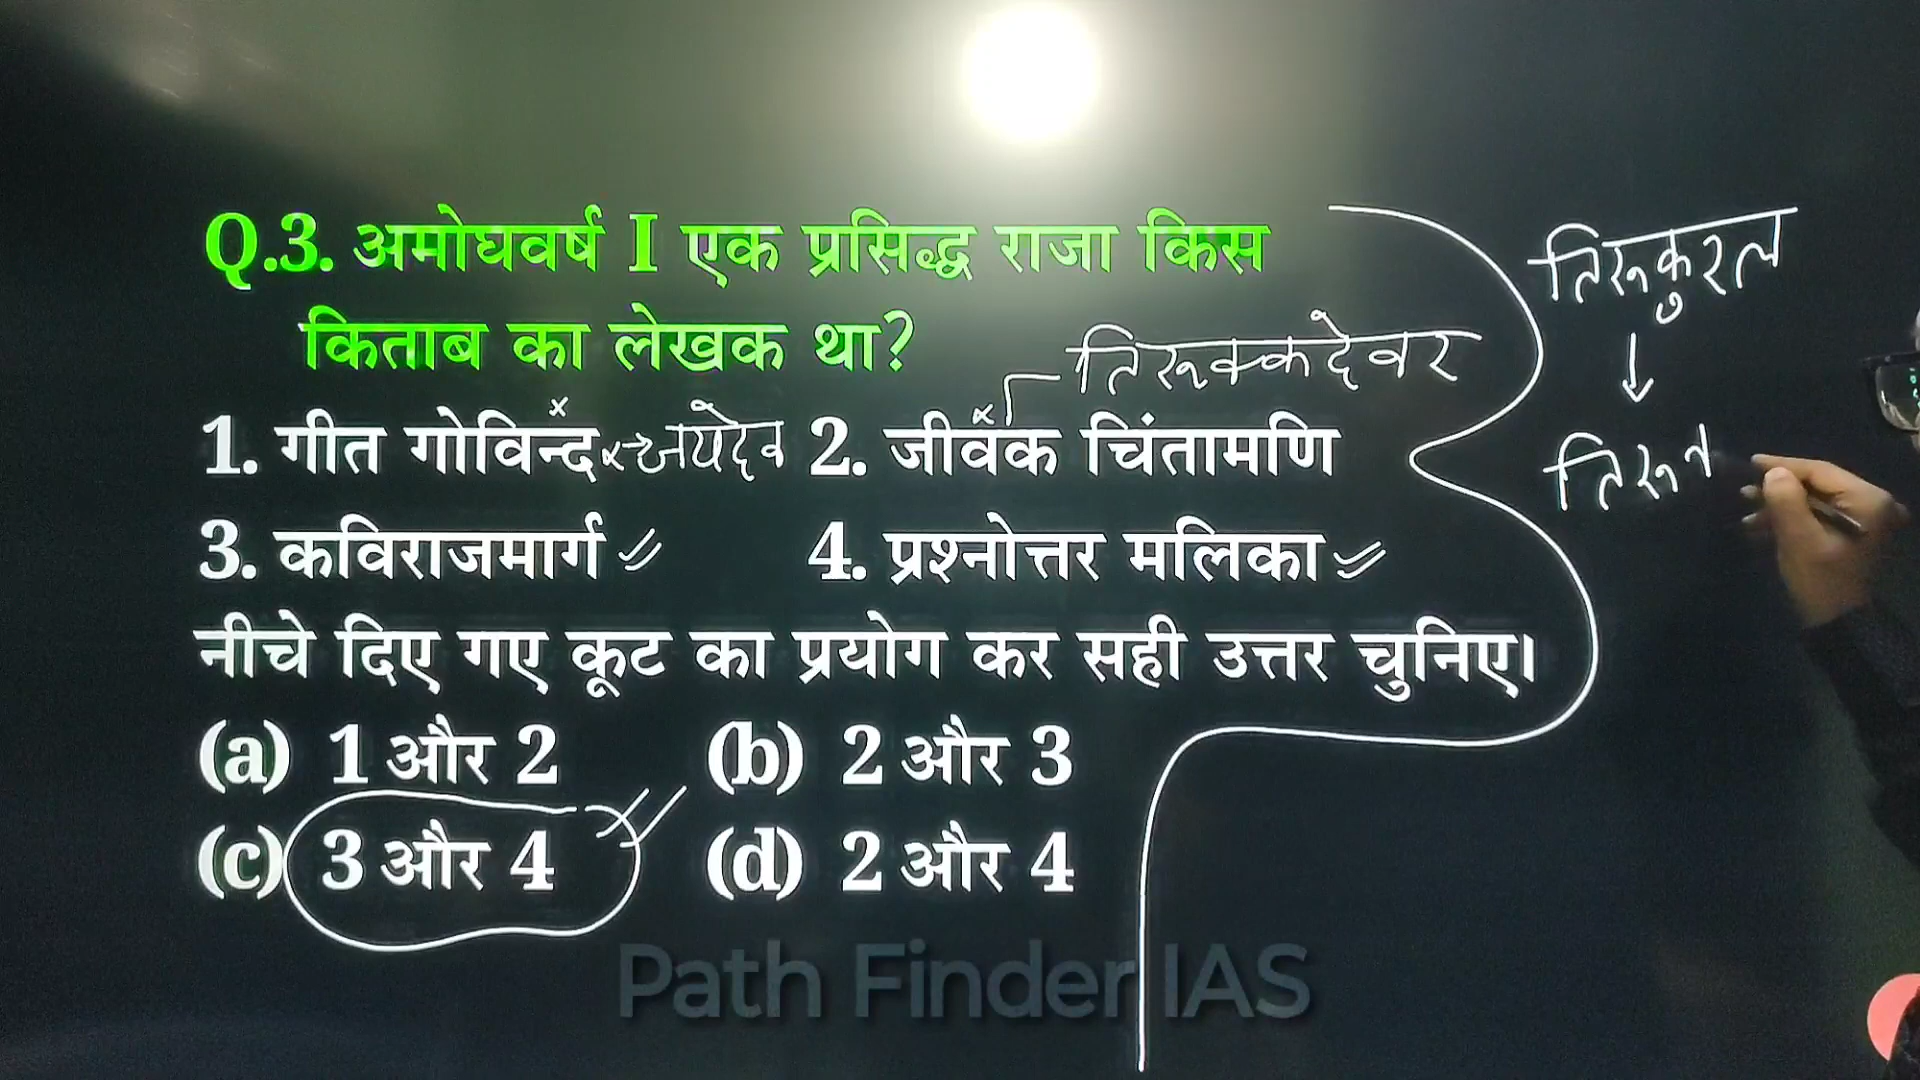 Q.3. अमोघवर्ष I एक प्रसिद्ध राजा किस
किताब का लेखक था?
तिरूक्कदेवर
1. गीत गोविन्द → जयदेव 2. जीवक चिंतामणि
3. कविराजमार्ग 4. प्रश्नोत्तर मलिका
नीचे दिए गए कूट का प्रयोग कर सही उत्तर चुनिए।
(a) 1 और 2 (b) 2 और 3
(c) 3 और 4 (d) 2 और 4
तिरूकुरल
↓
Path Finder IAS